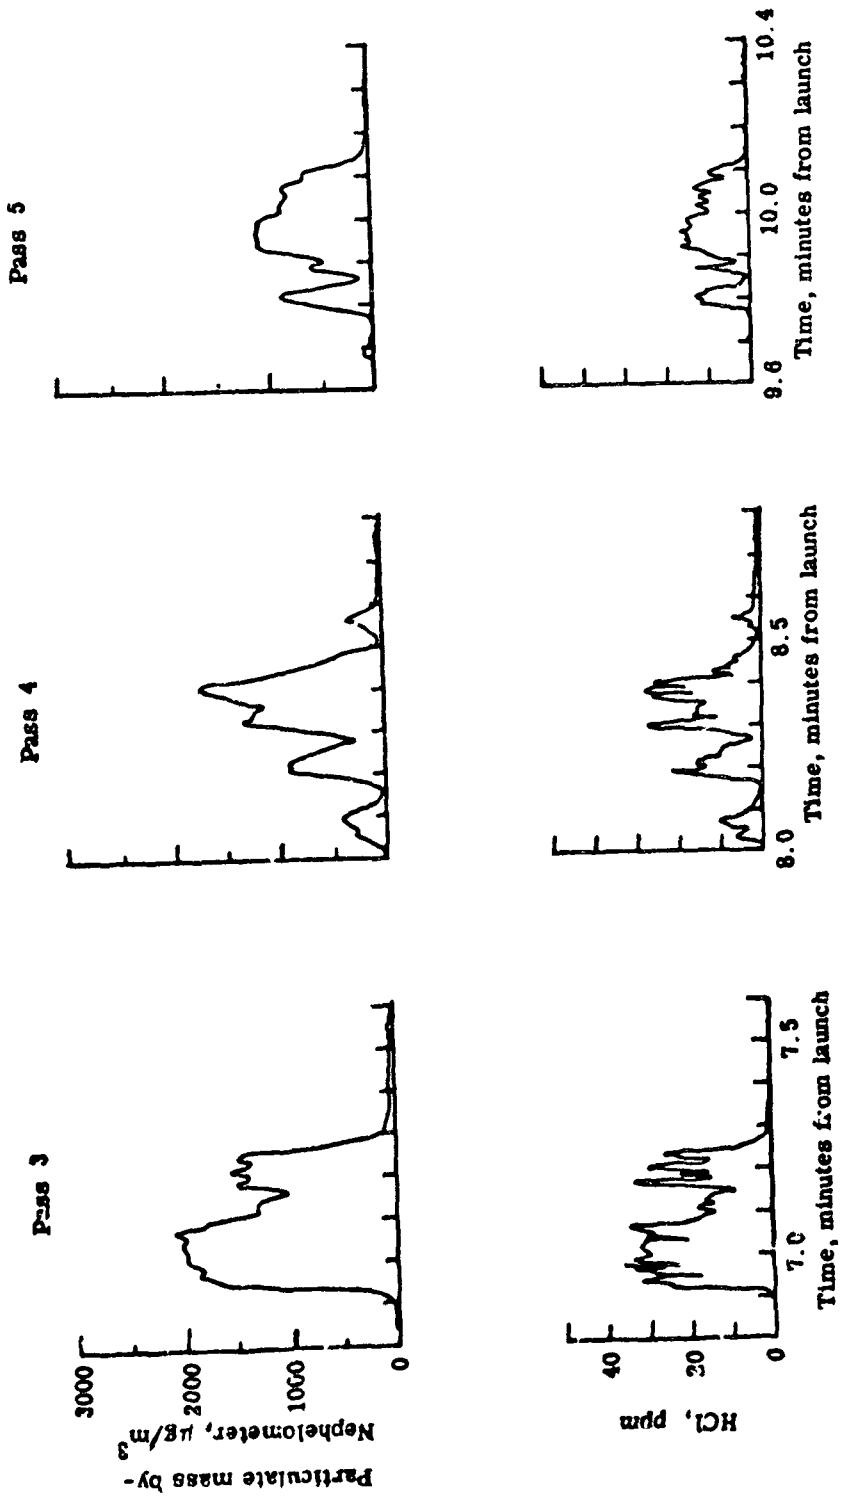 Pass 3
Pass 4
Pass 5
Particulate mass by-
Nephelometer, μg/m³
3000
2000
1000
0
HCl, ppm
40
20
0
7.0
7.5
Time, minutes from launch
8.0
8.5
Time, minutes from launch
9.6
10.0
10.4
Time, minutes from launch